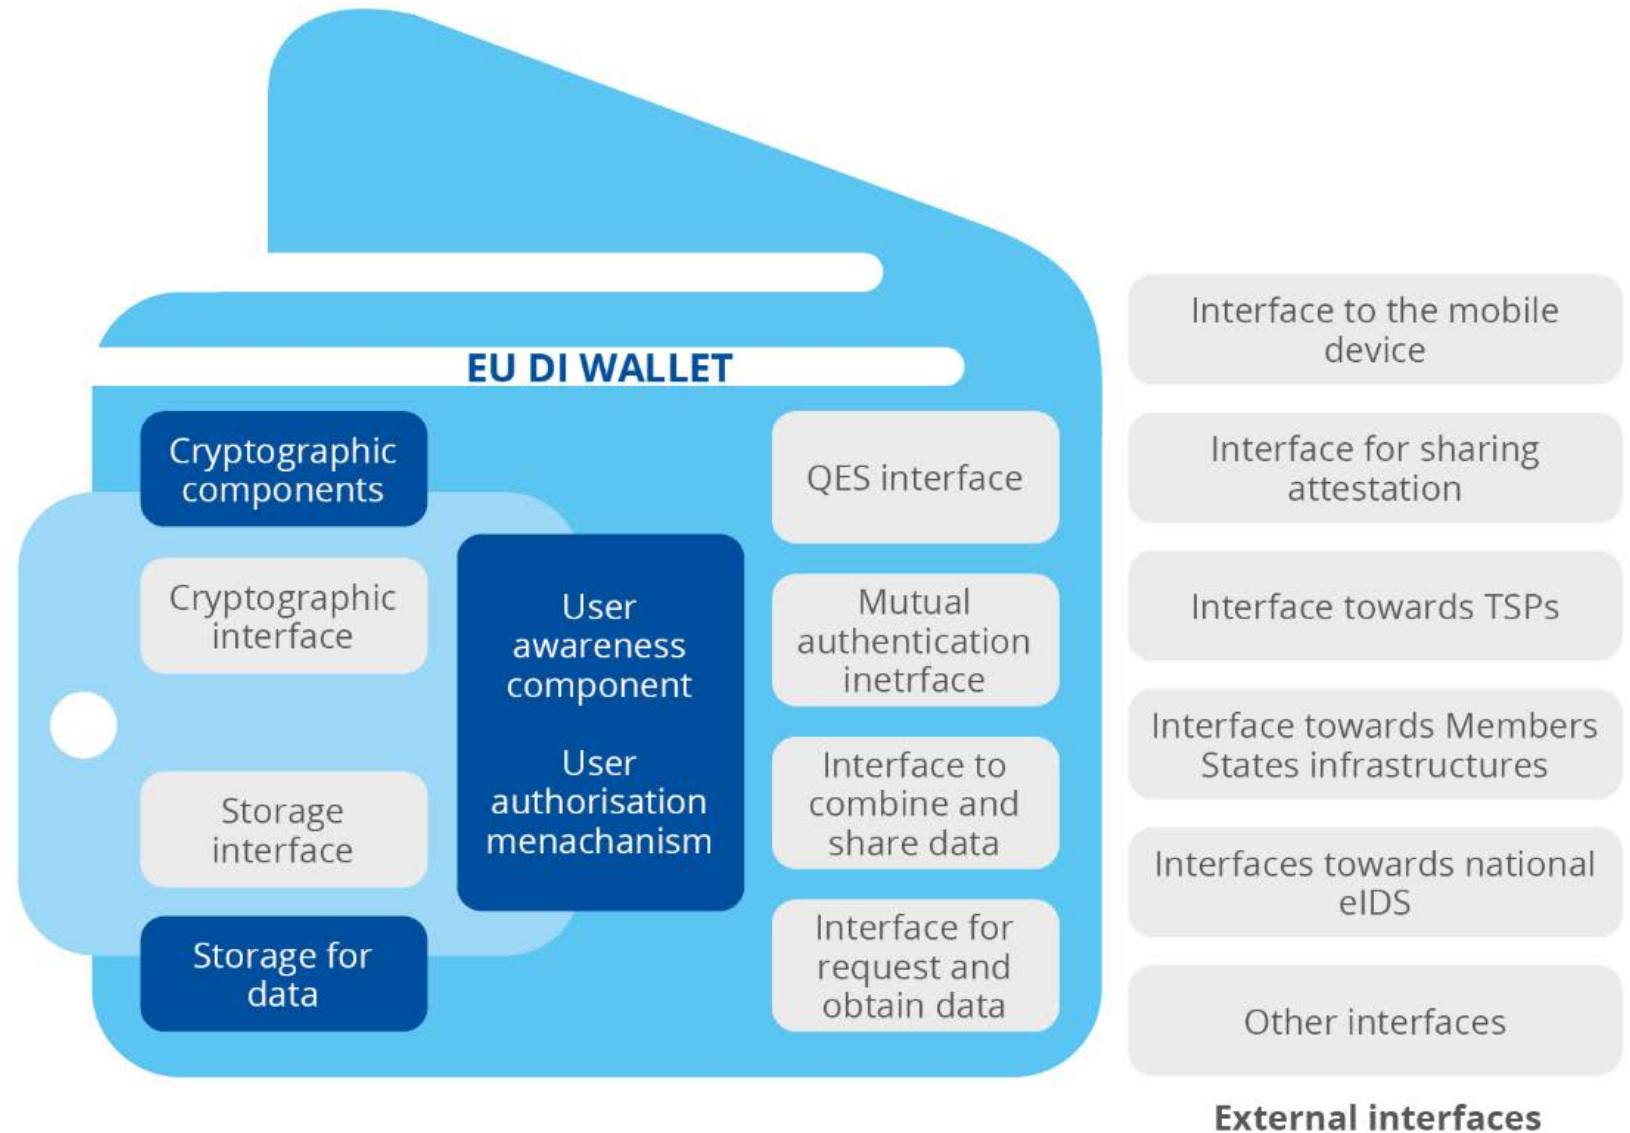 EU DI WALLET
Cryptographic
components
Cryptographic
interface
Storage
interface
Storage for
data
User
awareness
component
User
authorisation
menachanism
QES interface
Mutual
authentication
inetrface
Interface to
combine and
share data
Interface for
request and
obtain data
Interface to the mobile
device
Interface for sharing
attestation
Interface towards TSPs
Interface towards Members
States infrastructures
Interfaces towards national
eIDS
Other interfaces
External interfaces